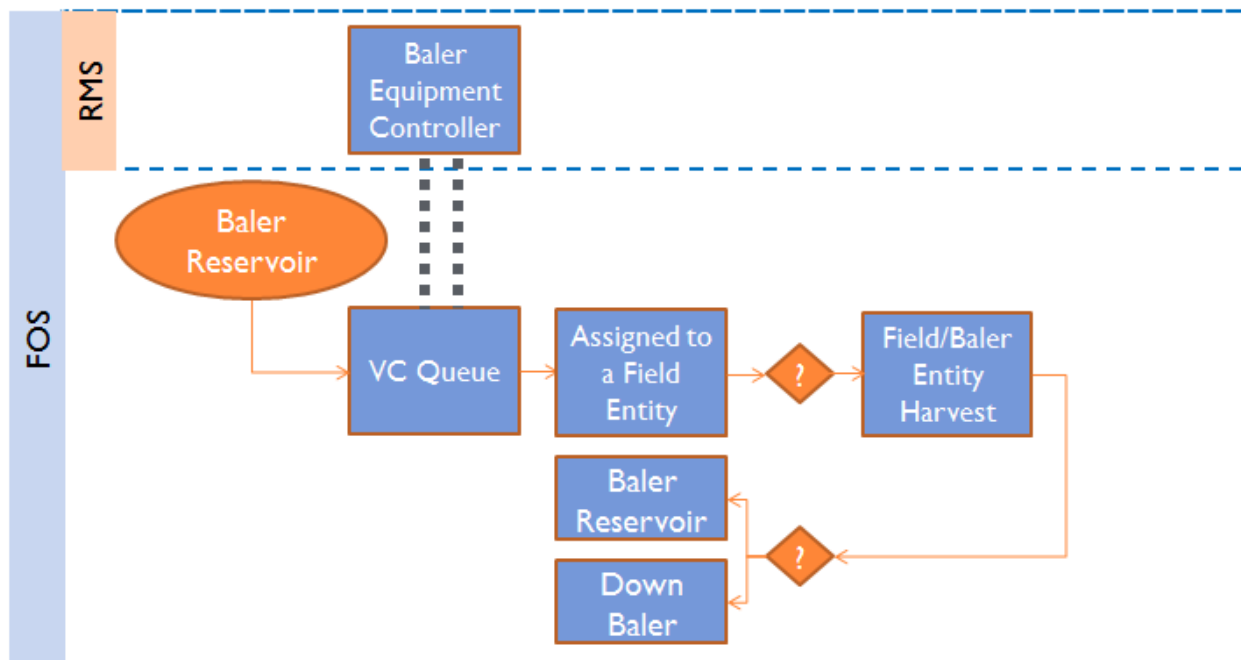 FOS
RMS
Baler
Equipment
Controller
Baler
Reservoir
VC Queue
Assigned to
a Field
Entity
?
Field/Baler
Entity
Harvest
Baler
Reservoir
?
Down
Baler